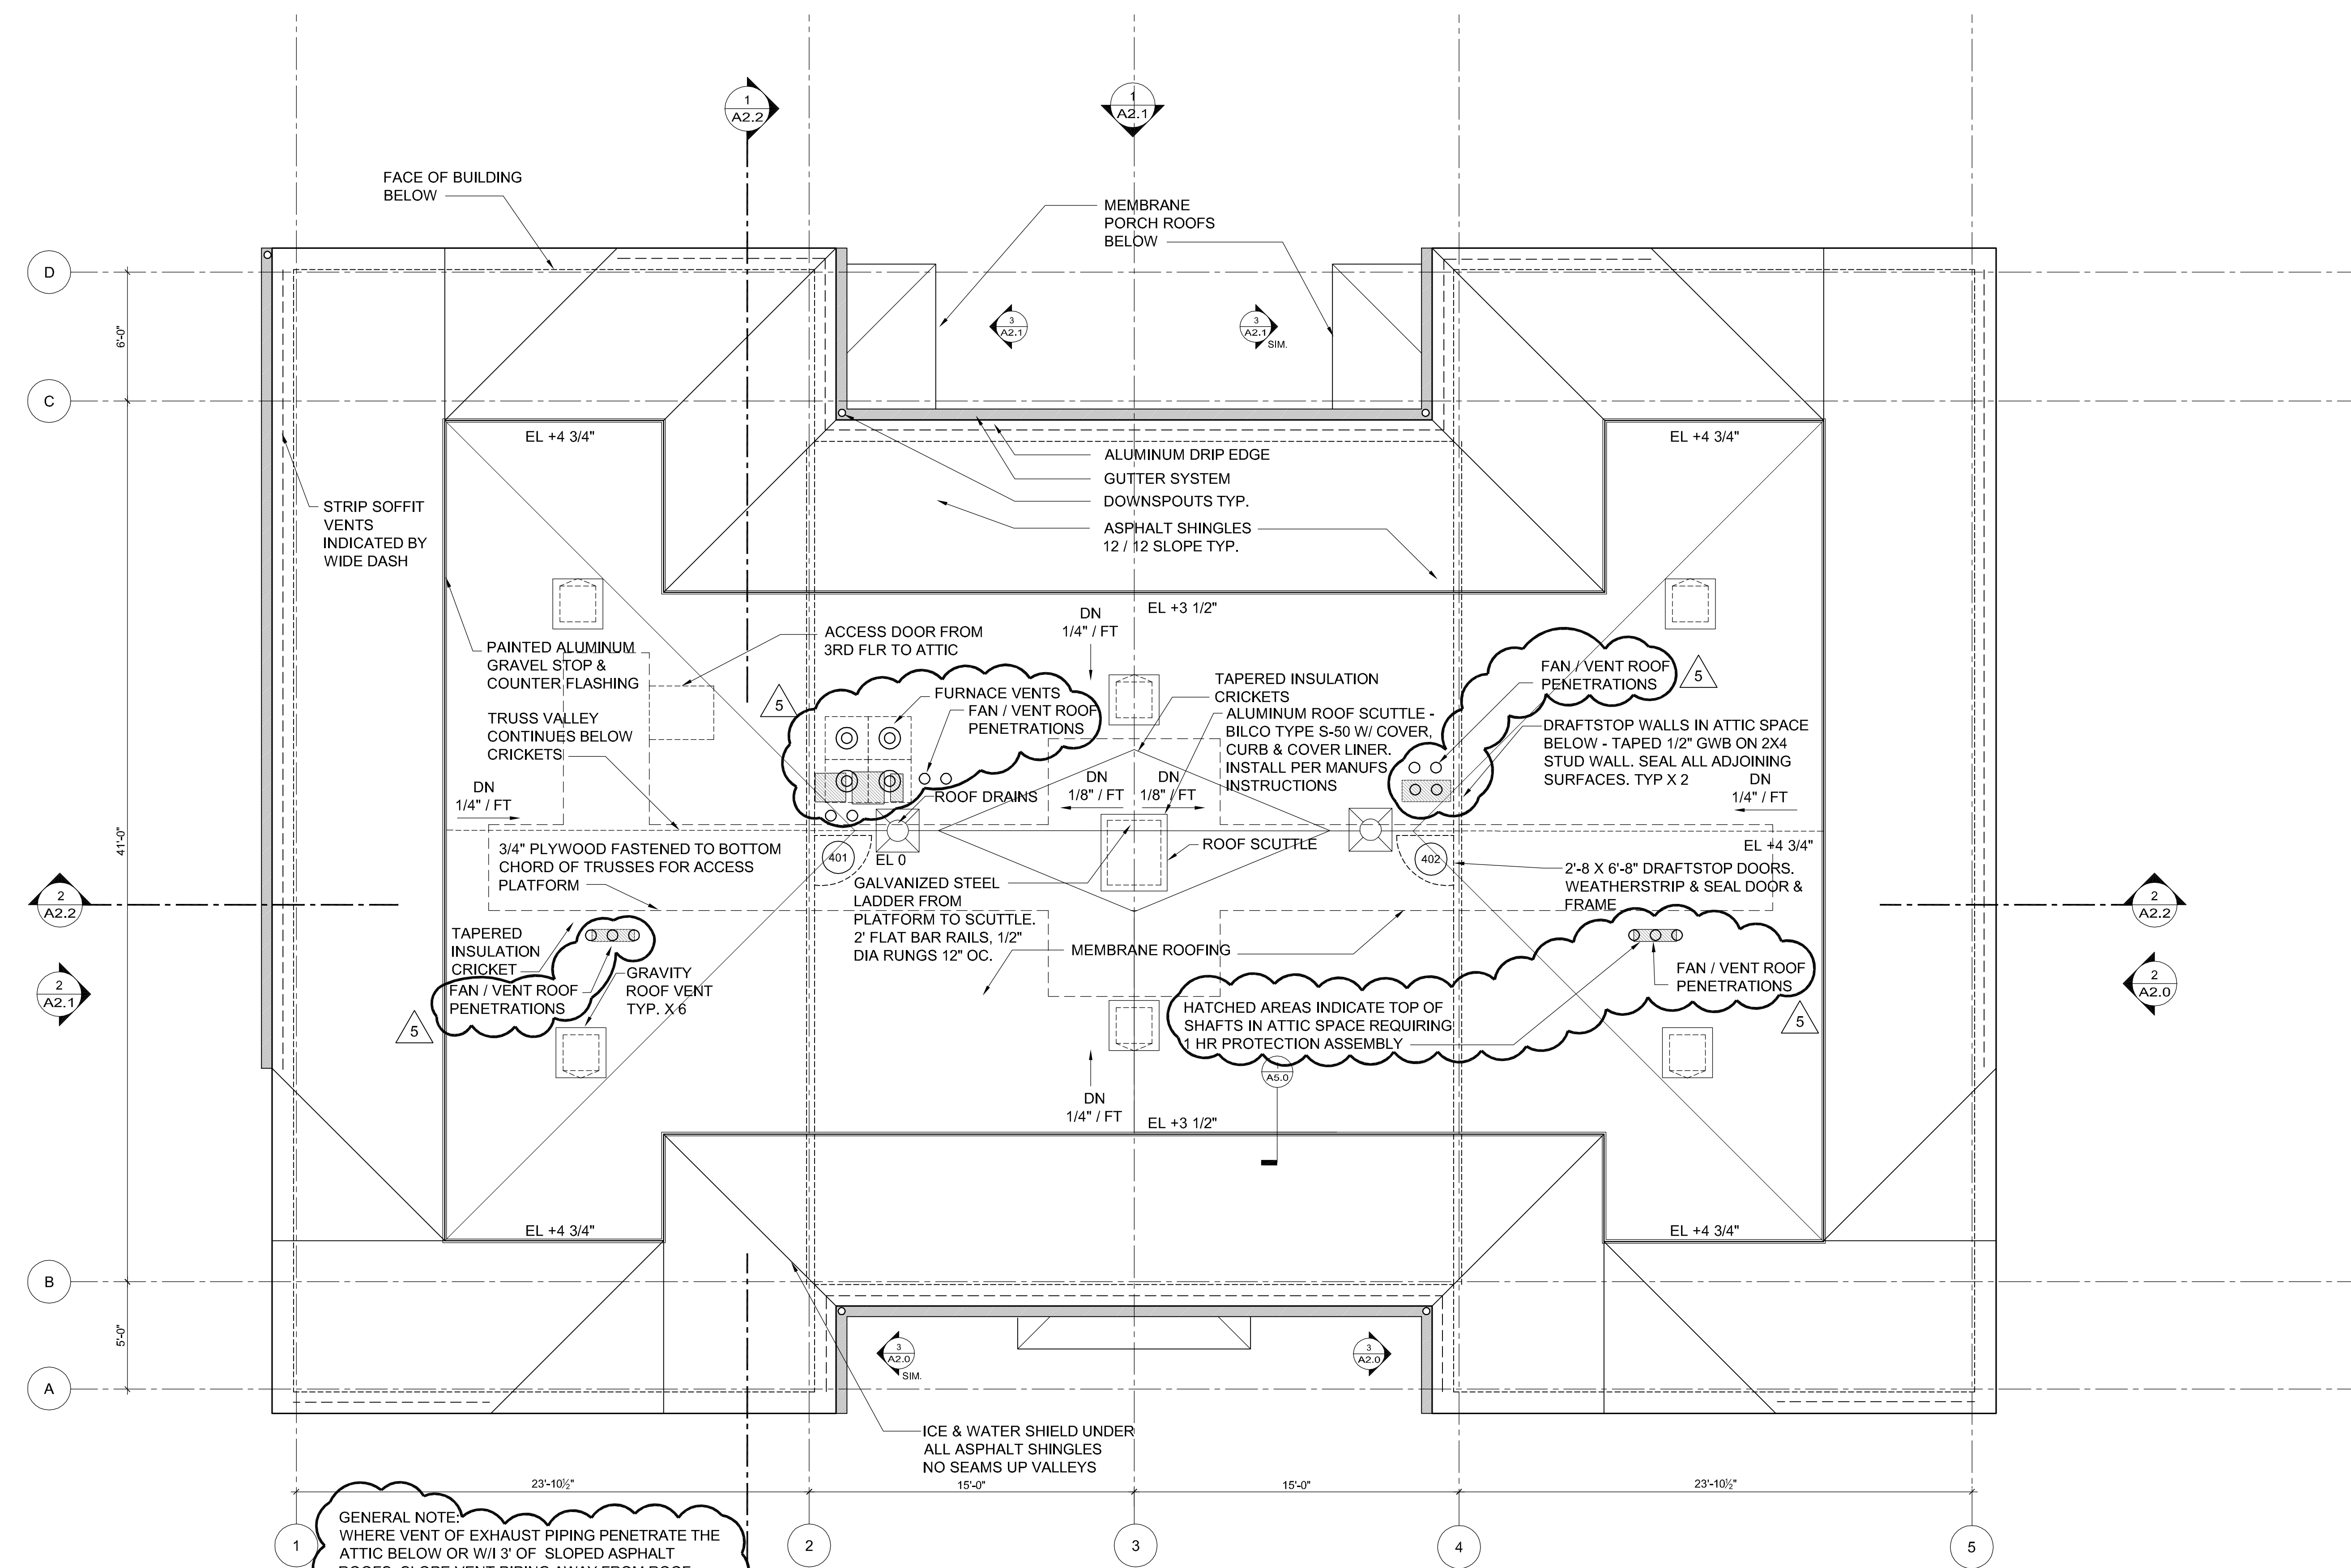 1
A2.2
1
A2.1
FACE OF BUILDING
BELOW
MEMBRANE
PORCH ROOFS
BELOW
D
6'-0"
C
3
A2.1
3
A2.1
SIM.
EL +4 3/4"
EL +4 3/4"
ALUMINUM DRIP EDGE
GUTTER SYSTEM
DOWNSPOUTS TYP.
ASPHALT SHINGLES
12 / 12 SLOPE TYP.
STRIP SOFFIT
VENTS
INDICATED BY
WIDE DASH
EL +3 1/2"
DN
1/4" / FT
ACCESS DOOR FROM
3RD FLR TO ATTIC
PAINTED ALUMINUM
GRAVEL STOP &
COUNTER FLASHING
TRUSS VALLEY
CONTINUES BELOW
CRICKETS
5
FURNACE VENTS
FAN / VENT ROOF
PENETRATIONS
TAPERED INSULATION
CRICKETS
ALUMINUM ROOF SCUTTLE -
BILCO TYPE S-50 W/ COVER,
CURB & COVER LINER.
INSTALL PER MANUFS
INSTRUCTIONS
FAN / VENT ROOF
PENETRATIONS
5
DRAFTSTOP WALLS IN ATTIC SPACE
BELOW - TAPED 1/2" GWB ON 2X4
STUD WALL. SEAL ALL ADJOINING
SURFACES. TYP X 2
DN
1/4" / FT
DN
1/4" / FT
ROOF DRAINS
DN
1/8" / FT
DN
1/8" / FT
41'-0"
3/4" PLYWOOD FASTENED TO BOTTOM
CHORD OF TRUSSES FOR ACCESS
PLATFORM
401
EL 0
ROOF SCUTTLE
402
EL +4 3/4"
2'-8 X 6'-8" DRAFTSTOP DOORS.
WEATHERSTRIP & SEAL DOOR &
FRAME
GALVANIZED STEEL
LADDER FROM
PLATFORM TO SCUTTLE.
2' FLAT BAR RAILS, 1/2"
DIA RUNGS 12" OC.
2
A2.2
2
A2.2
TAPERED
INSULATION
CRICKET
MEMBRANE ROOFING
FAN / VENT ROOF
PENETRATIONS
GRAVITY
ROOF VENT
TYP. X 6
5
2
A2.1
2
A2.0
FAN / VENT ROOF
PENETRATIONS
5
HATCHED AREAS INDICATE TOP OF
SHAFTS IN ATTIC SPACE REQUIRING
1 HR PROTECTION ASSEMBLY
A5.0
DN
1/4" / FT
EL +3 1/2"
EL +4 3/4"
EL +4 3/4"
B
5'-0"
A
3
A2.0
SIM.
3
A2.0
ICE & WATER SHIELD UNDER
ALL ASPHALT SHINGLES
NO SEAMS UP VALLEYS
23'-10½"
15'-0"
15'-0"
23'-10½"
GENERAL NOTE:
WHERE VENT OF EXHAUST PIPING PENETRATE THE
ATTIC BELOW OR W/I 3' OF SLOPED ASPHALT
ROOFS, SLOPE VENT PIPING AWAY FROM ROOF
1
2
3
4
5